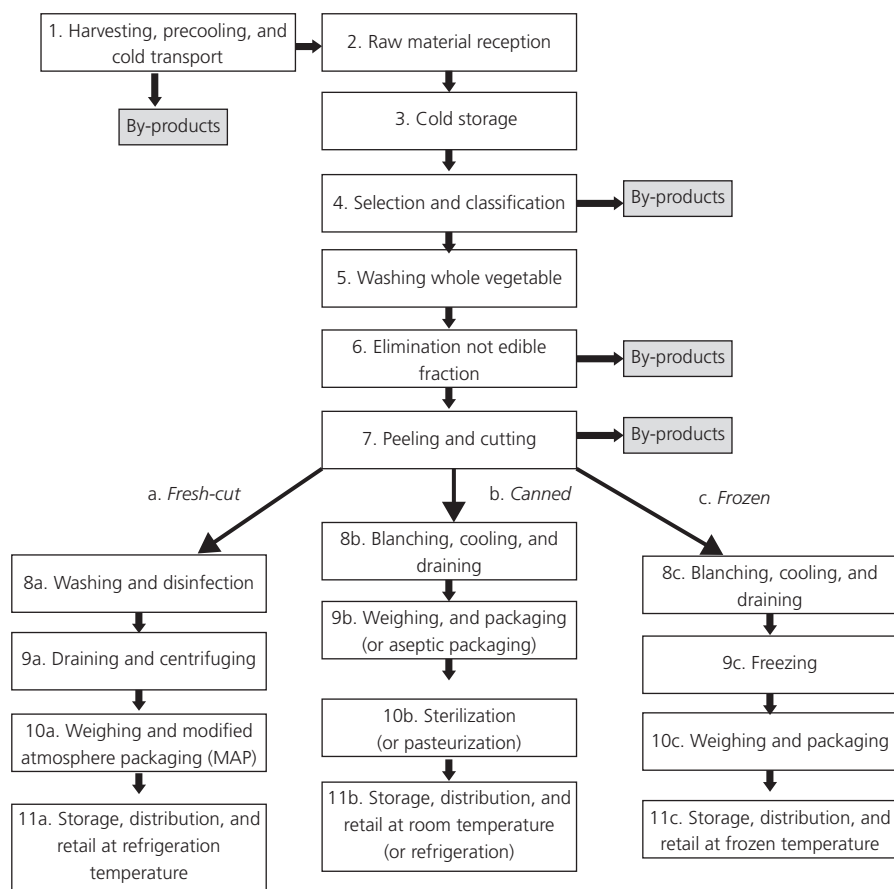 1. Harvesting, precooling, and
cold transport
2. Raw material reception
By-products
3. Cold storage
4. Selection and classification
By-products
5. Washing whole vegetable
6. Elimination not edible
fraction
By-products
7. Peeling and cutting
By-products
a. Fresh-cut
b. Canned
c. Frozen
8a. Washing and disinfection
9a. Draining and centrifuging
10a. Weighing and modified
atmosphere packaging (MAP)
11a. Storage, distribution, and
retail at refrigeration
temperature
8b. Blanching, cooling, and
draining
9b. Weighing, and packaging
(or aseptic packaging)
10b. Sterilization
(or pasteurization)
11b. Storage, distribution, and
retail at room temperature
(or refrigeration)
8c. Blanching, cooling, and
draining
9c. Freezing
10c. Weighing and packaging
11c. Storage, distribution, and
retail at frozen temperature